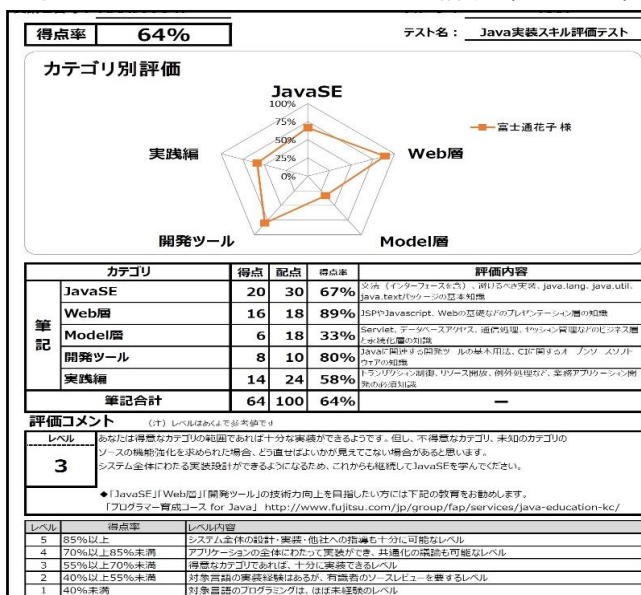 得点率 64% テスト名： Java実装スキル評価テスト
カテゴリ別評価
JavaSE
100%
75%
50%
25%
0%
富士通花子 様
実践編
Web層
開発ツール
Model層
カテゴリ 得点 配点 得点率 評価内容
筆記
JavaSE 20 30 67% 文法（インターフェースを含）、避けるべき実装、java.lang、java.util、
java.textパッケージの基本知識
Web層 16 18 89% JSPやJavascript、Webの基礎などのプレゼンテーション層の知識
Model層 6 18 33% Servlet、データベースアクセス、通信処理、セッション管理などのビジネス層
と永続化層の知識
開発ツール 8 10 80% Javaに関連する開発ツールの基本用法、CIに関するオープンソースソフト
ウェアの知識
実践編 14 24 58% トランザクション制御、リソース開放、例外処理など、業務アプリケーション開
発の必須知識
筆記合計 64 100 64% ー
評価コメント （注）レベルはあくまで参考値です
レベル
3
あなたは得意なカテゴリの範囲であれば十分な実装ができるようです。但し、不得意なカテゴリ、未知のカテゴリの
ソースの機能強化を求められた場合、どう直せばよいかが見えてこない場合があると思います。
システム全体にわたる実装設計ができるようになるため、これからも継続してJavaSEを学んでください。
◆「JavaSE」「Web層」「開発ツール」の技術力向上を目指したい方には下記の教育をお勧めします。
「プログラマー育成コース for Java」 http://www.fujitsu.com/jp/group/fap/services/java-education-kc/
レベル 得点率 レベル内容
5 85%以上 システム全体の設計・実装・他社への指導も十分に可能なレベル
4 70%以上85%未満 アプリケーションの全体にわたって実装ができ、共通化の議論も可能なレベル
3 55%以上70%未満 得意なカテゴリであれば、十分に実装できるレベル
2 40%以上55%未満 対象言語の実装経験はあるが、有識者のソースレビューを要するレベル
1 40%未満 対象言語のプログラミングは、ほぼ未経験のレベル